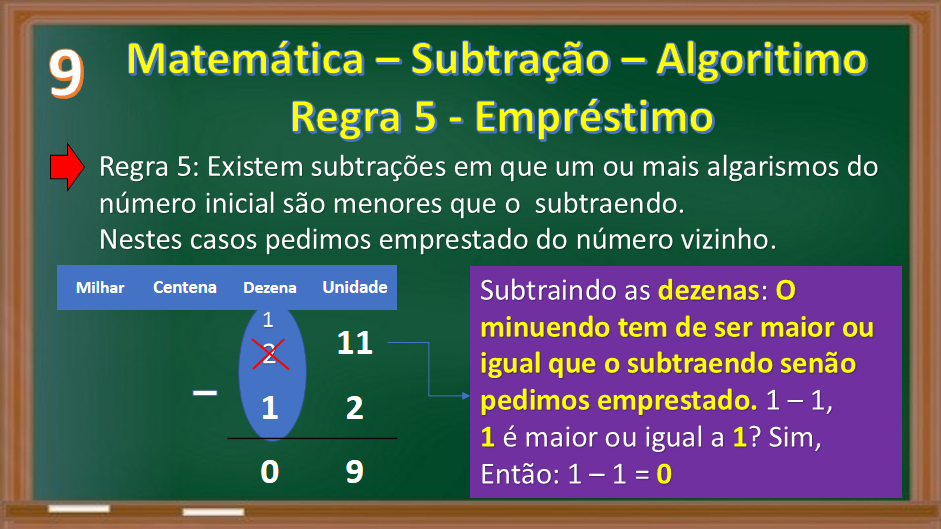 9
Matemática – Subtração – Algoritimo
Regra 5 - Empréstimo
Regra 5: Existem subtrações em que um ou mais algarismos do
número inicial são menores que o subtraendo.
Nestes casos pedimos emprestado do número vizinho.
Milhar Centena Dezena Unidade
1
2 11
– 1 2
0 9
Subtraindo as dezenas: O
minuendo tem de ser maior ou
igual que o subtraendo senão
pedimos emprestado. 1 – 1,
1 é maior ou igual a 1? Sim,
Então: 1 – 1 = 0